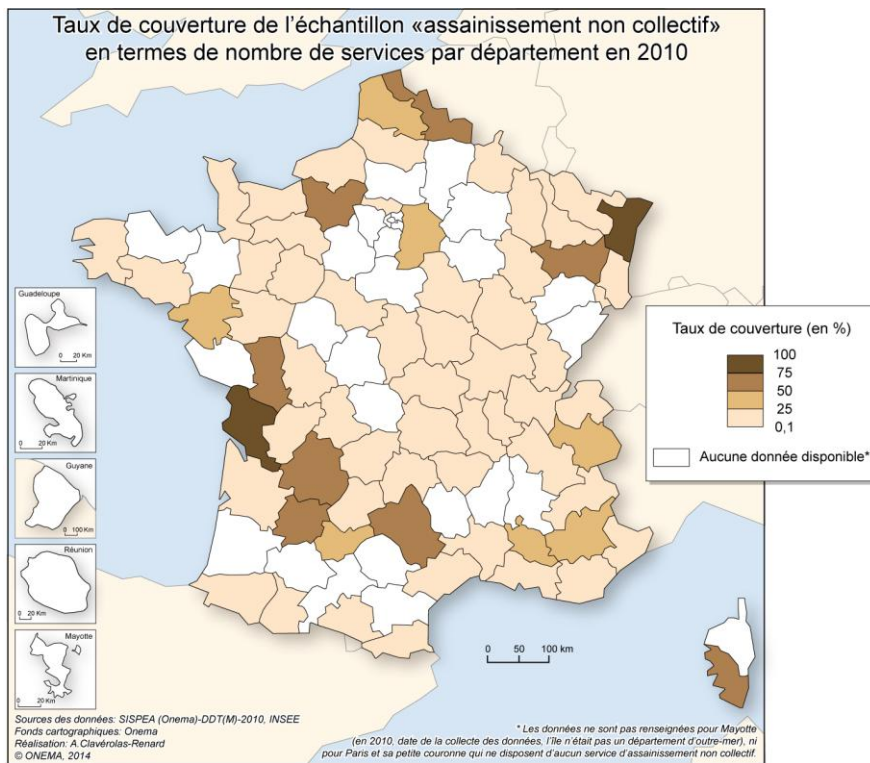 Taux de couverture de l'échantillon «assainissement non collectif»
en termes de nombre de services par département en 2010
Guadeloupe
0 20 Km
Martinique
0 20 Km
Guyane
0 100 Km
Réunion
0 20 Km
Mayotte
0 20 Km
Taux de couverture (en %)
100
75
50
25
0,1
Aucune donnée disponible*
0 50 100 km
Sources des données: SISPEA (Onema)-DDT(M)-2010, INSEE
Fonds cartographiques: Onema
Réalisation: A.Clavérolas-Renard
© ONEMA, 2014
* Les données ne sont pas renseignées pour Mayotte
(en 2010, date de la collecte des données, l'île n'était pas un département d'outre-mer), ni
pour Paris et sa petite couronne qui ne disposent d'aucun service d'assainissement non collectif.